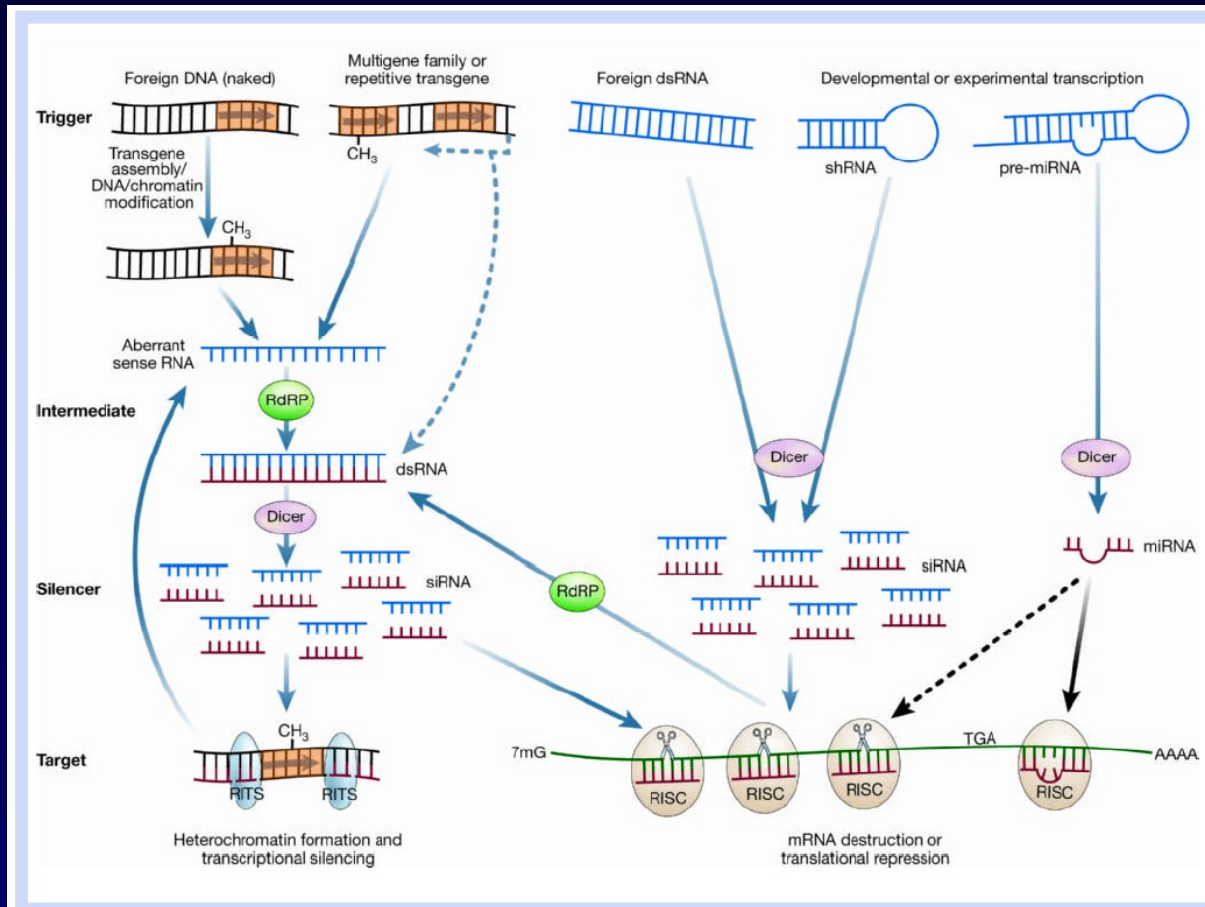 Foreign DNA (naked)
Multigene family or
repetitive transgene
Foreign dsRNA
Developmental or experimental transcription
Trigger
CH3
shRNA
pre-miRNA
Transgene
assembly/
DNA/chromatin
modification
CH3
Aberrant
sense RNA
RdRP
Intermediate
dsRNA
Dicer
Dicer
Dicer
miRNA
siRNA
siRNA
Silencer
RdRP
CH3
TGA
7mG
AAAA
Target
RITS
RITS
RISC
RISC
RISC
RISC
Heterochromatin formation and
transcriptional silencing
mRNA destruction or
translational repression